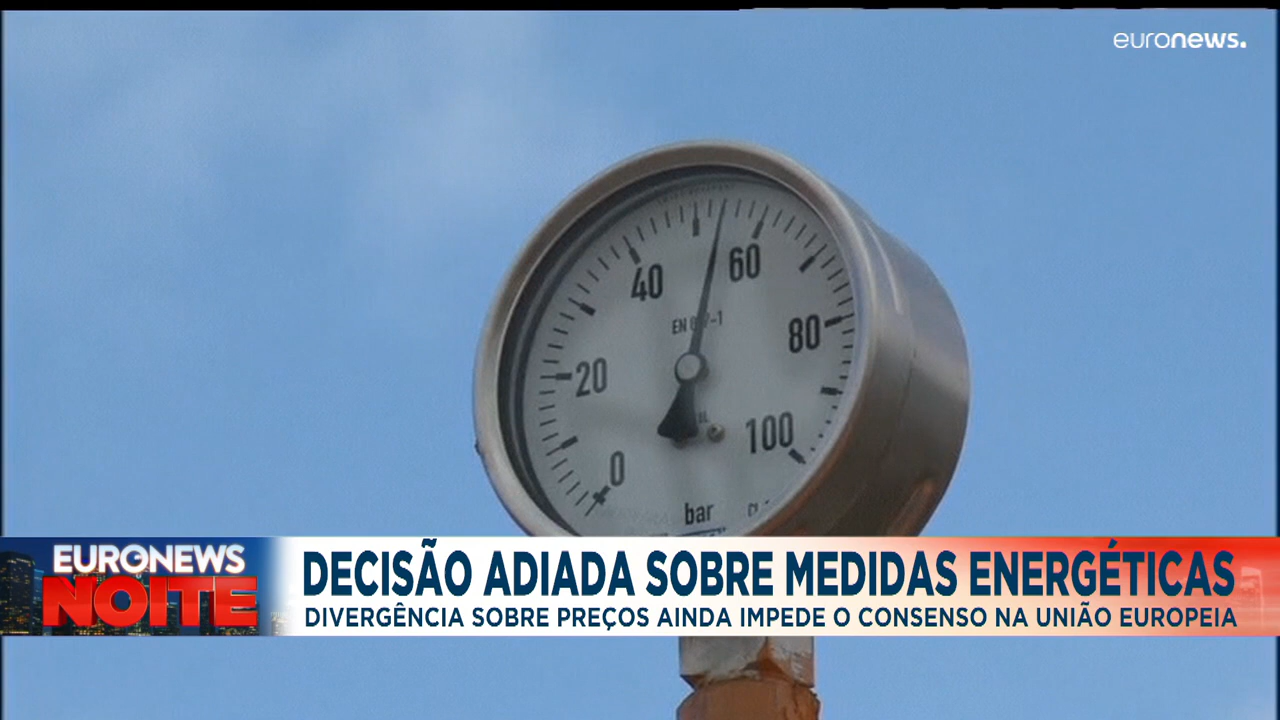 euronews.
40
60
20
80
0
100
bar
EURONEWS
NOITE
DECISÃO ADIADA SOBRE MEDIDAS ENERGÉTICAS
DIVERGÊNCIA SOBRE PREÇOS AINDA IMPEDE O CONSENSO NA UNIÃO EUROPEIA